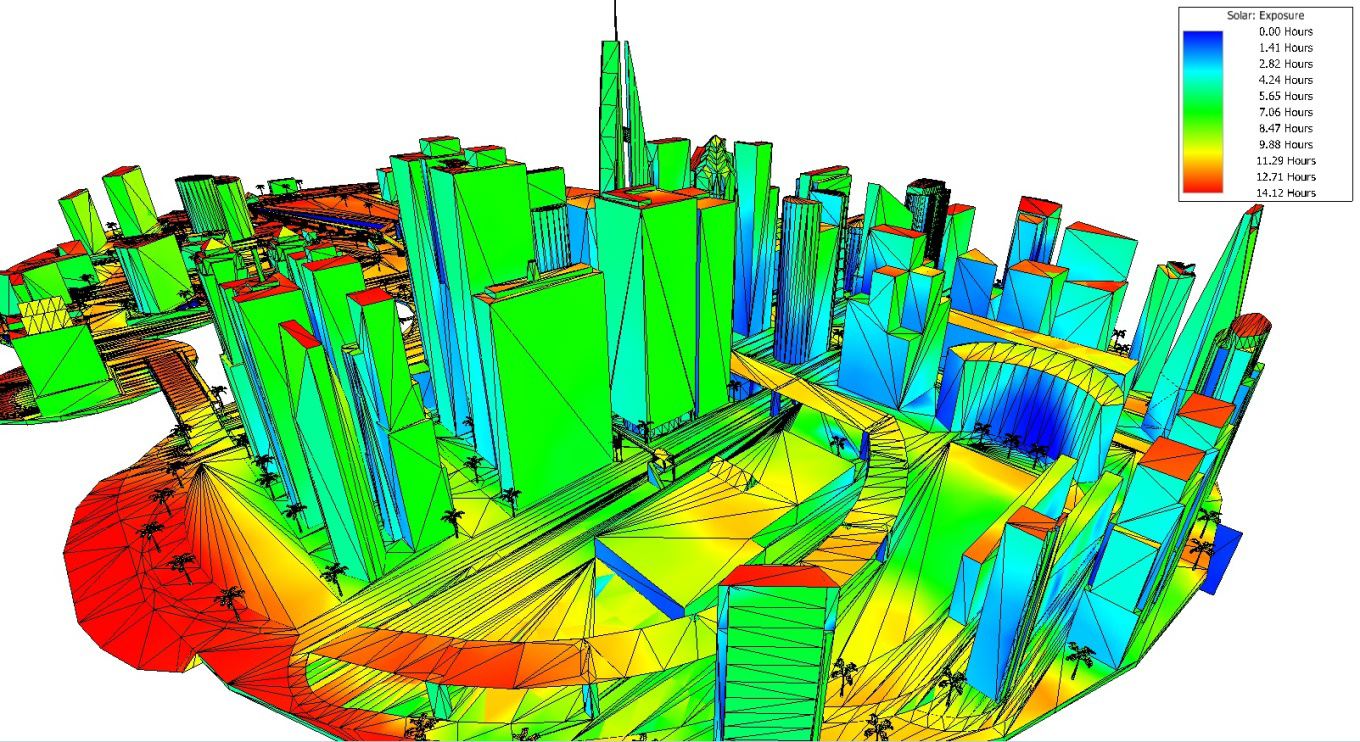 Solar: Exposure
0.00 Hours
1.41 Hours
2.82 Hours
4.24 Hours
5.65 Hours
7.06 Hours
8.47 Hours
9.88 Hours
11.29 Hours
12.71 Hours
14.12 Hours